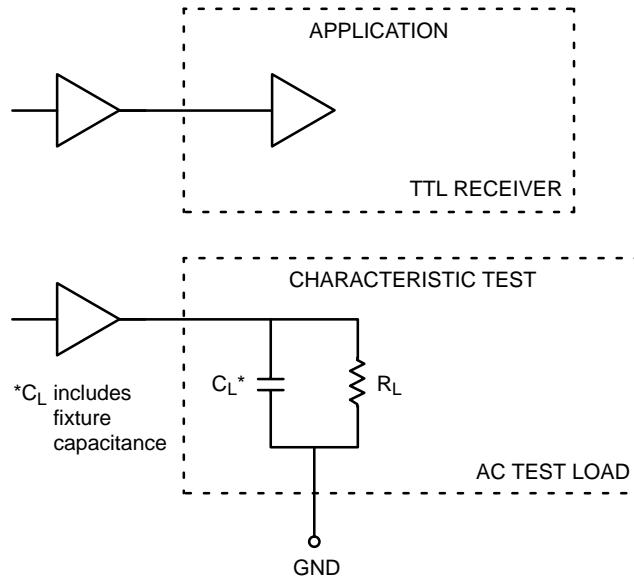 APPLICATION
TTL RECEIVER
CHARACTERISTIC TEST
*CL includes
fixture
capacitance
CL*
RL
AC TEST LOAD
GND